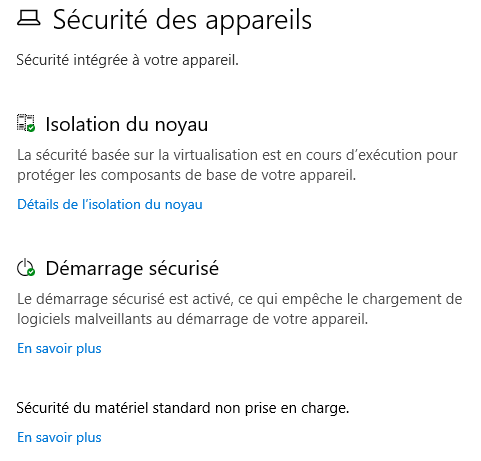 Sécurité des appareils
Sécurité intégrée à votre appareil.
Isolation du noyau
La sécurité basée sur la virtualisation est en cours d’exécution pour
protéger les composants de base de votre appareil.
Détails de l’isolation du noyau
Démarrage sécurisé
Le démarrage sécurisé est activé, ce qui empêche le chargement de
logiciels malveillants au démarrage de votre appareil.
En savoir plus
Sécurité du matériel standard non prise en charge.
En savoir plus